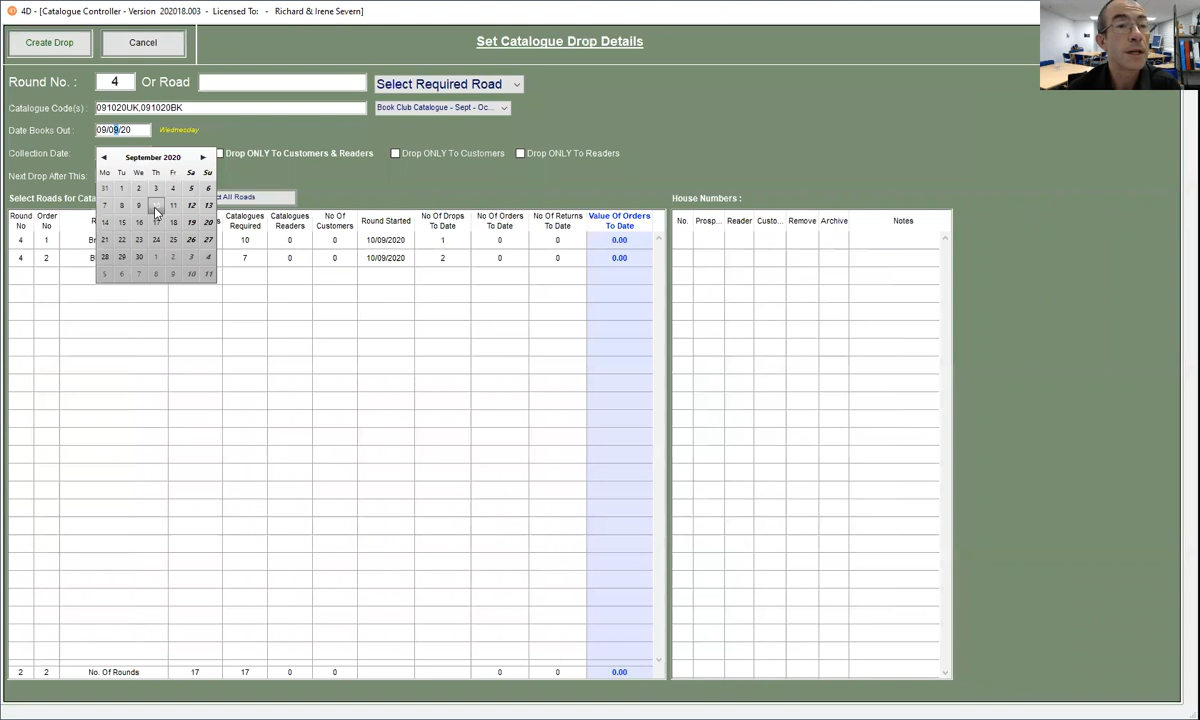 4D - [Catalogue Controller - Version 202018.003 - Licensed To: - Richard & Irene Severn]
Create Drop
Cancel
Set Catalogue Drop Details
Round No. : 4 Or Road Select Required Road
Catalogue Code(s) : 091020UK,091020BK Book Club Catalogue - Sept - Oc...
Date Books Out : 09/09/20 Wednesday
Collection Date: Drop ONLY To Customers & Readers Drop ONLY To Customers Drop ONLY To Readers
Next Drop After This:
September 2020
Mo Tu We Th Fr Sa Su
31 1 2 3 4 5 6
7 8 9 10 11 12 13
14 15 16 17 18 19 20
21 22 23 24 25 26 27
28 29 30 1 2 3 4
5 6 7 8 9 10 11
Select Roads for Cata All Roads House Numbers :
Round No Order No Catalogues Required Catalogues Readers No Of Customers Round Started No Of Drops To Date No Of Orders To Date No Of Returns To Date Value Of Orders To Date
No. Prosp... Reader Custo... Remove Archive Notes
4 1 10 0 0 10/09/2020 1 0 0 0.00
4 2 7 0 0 10/09/2020 2 0 0 0.00
2 2 No. Of Rounds 17 17 0 0 0 0 0.00